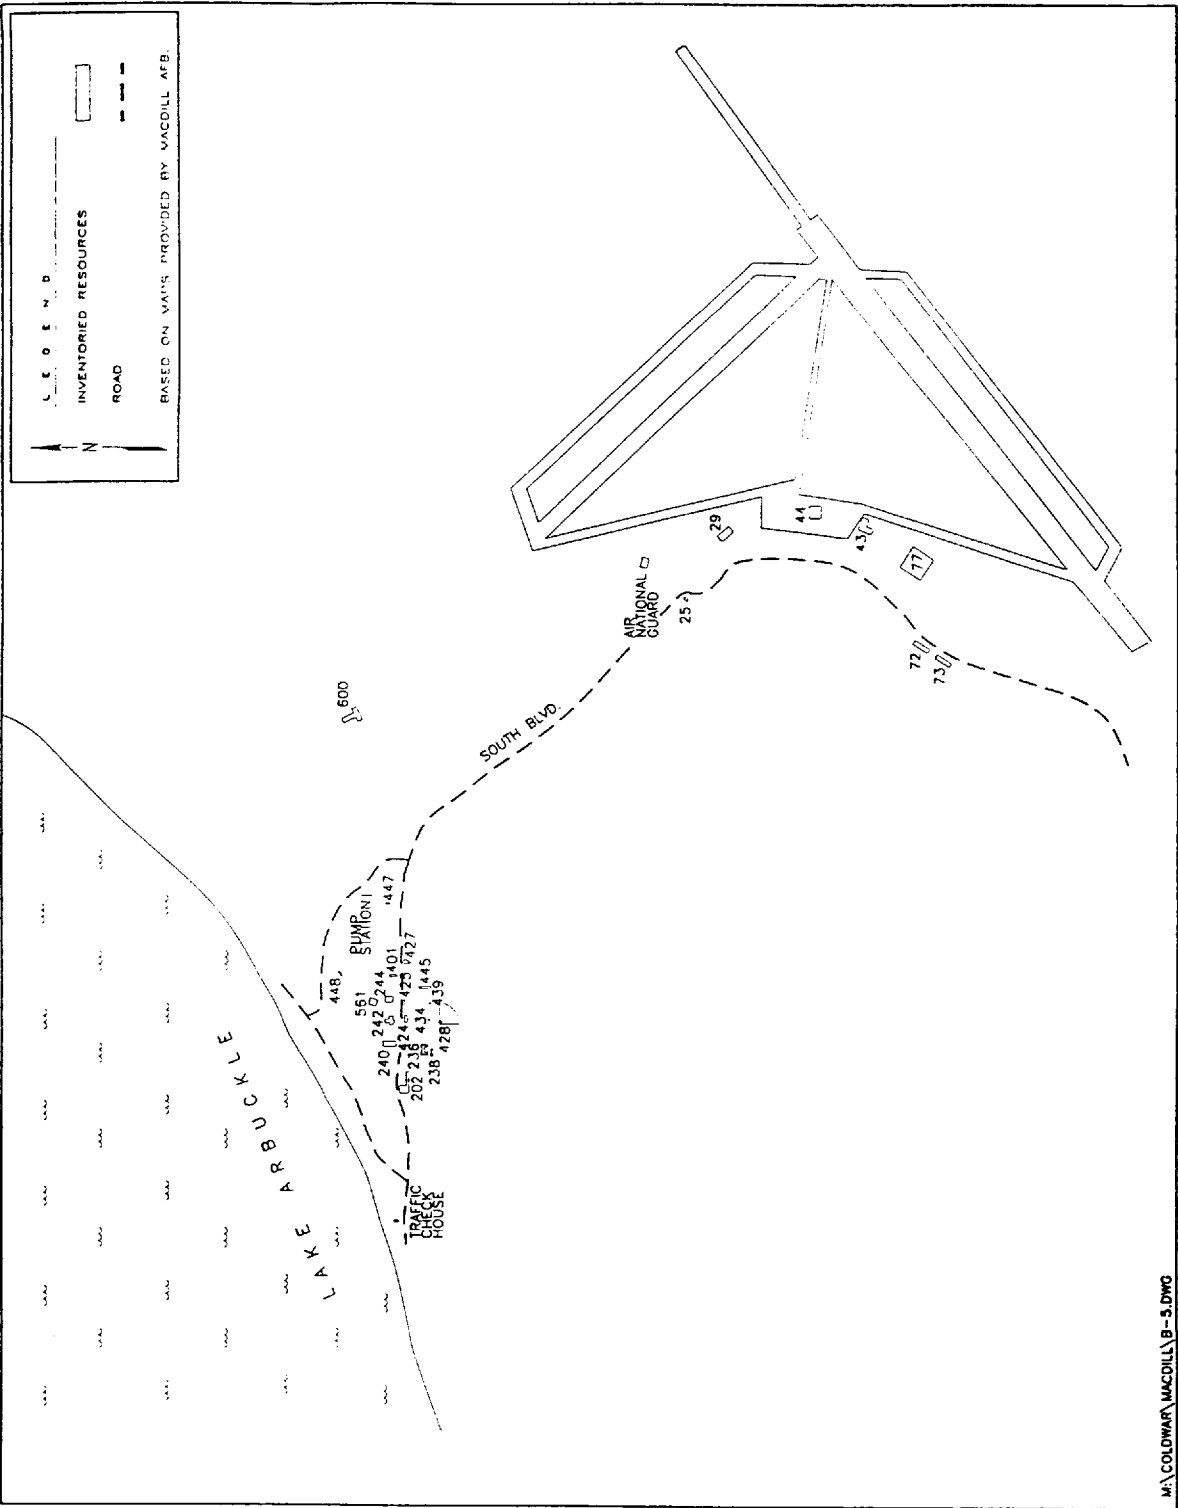 L E G E N D
INVENTORIED RESOURCES
ROAD
BASED ON MAPS PROVIDED BY MACDILL AFB.
N
LAKE ARBUCKLE
600
SOUTH BLVD.
AIR
NATIONAL
GUARD
25
29
44
43
77
72
73
448
PUMP
STATION
447
561
244
401
427
242
425
445
240
424
434
439
236
428
202
238
TRAFFIC
CHECK
HOUSE
M:\COLDWAR\MACDILL\B-5.DWG